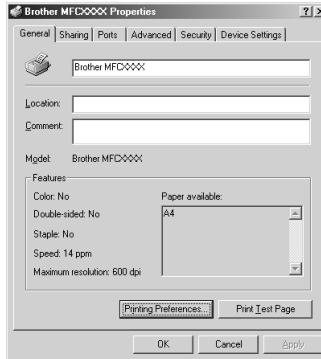 Brother MFCXXXX Properties
General Sharing Ports Advanced Security Device Settings
Brother MFCXXXX
Location:
Comment:
Model: Brother MFCXXXX
Features
Color: No
Paper available:
Double-sided: No
A4
Staple: No
Speed: 14 ppm
Maximum resolution: 600 dpi
Printing Preferences...
Print Test Page
OK
Cancel
Apply